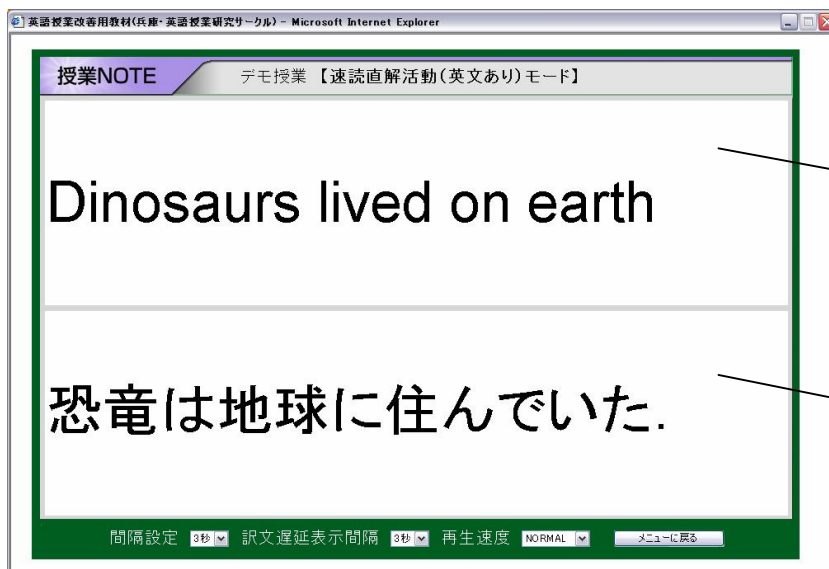 英語授業改善用教材(兵庫・英語授業研究サークル) - Microsoft Internet Explorer
授業NOTE デモ授業 【速読直解活動(英文あり)モード】
Dinosaurs lived on earth
恐竜は地球に住んでいた.
間隔設定 3秒 訳文遅延表示間隔 3秒 再生速度 NORMAL メニューに戻る